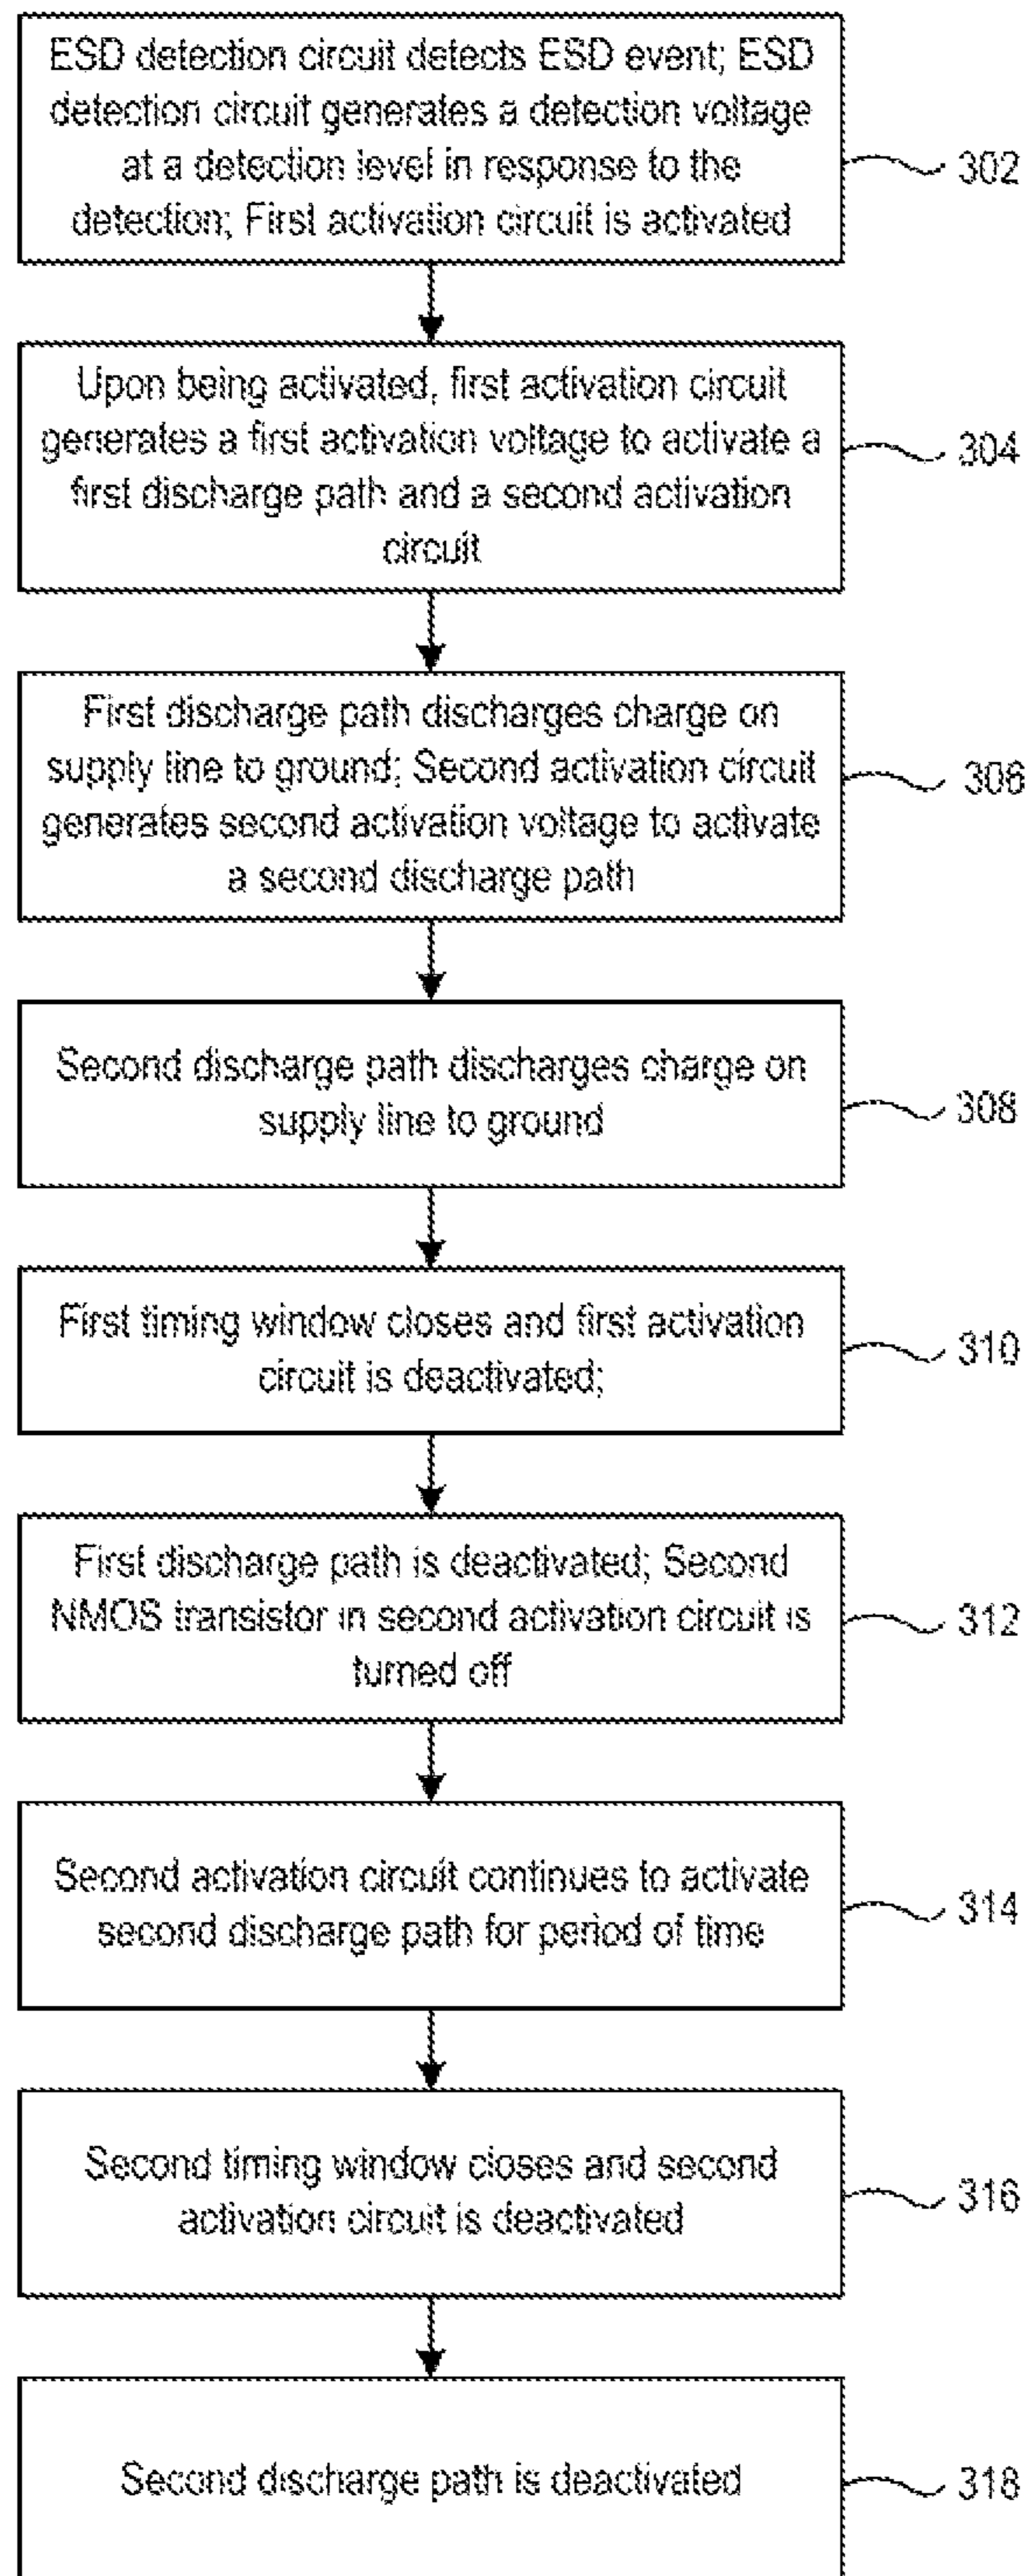 ESD detection circuit detects ESD event; ESD
detection circuit generates a detection voltage
at a detection level in response to the
detection; First activation circuit is activated
302
Upon being activated, first activation circuit
generates a first activation voltage to activate a
first discharge path and a second activation
circuit
304
First discharge path discharges charge on
supply line to ground; Second activation circuit
generates second activation voltage to activate
a second discharge path
306
Second discharge path discharges charge on
supply line to ground
308
First timing window closes and first activation
circuit is deactivated;
310
First discharge path is deactivated; Second
NMOS transistor in second activation circuit is
turned off
312
Second activation circuit continues to activate
second discharge path for period of time
314
Second timing window closes and second
activation circuit is deactivated
316
Second discharge path is deactivated
318